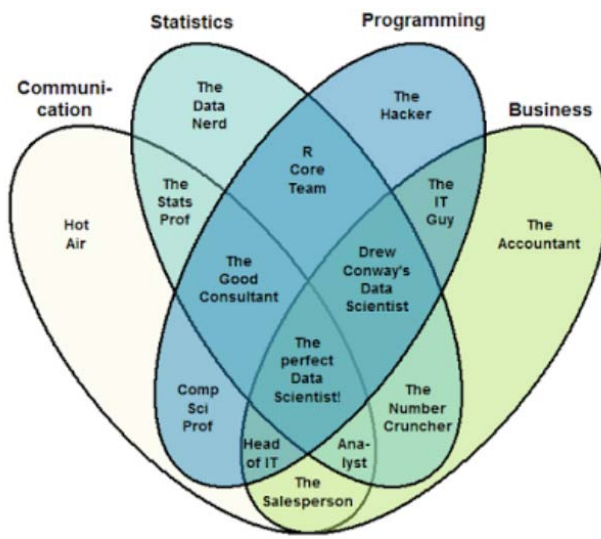 Statistics
Programming
Communi-
cation
Business
The
Data
Nerd
The
Hacker
R
Core
Team
The
Stats
Prof
The
IT
Guy
Hot
Air
The
Accountant
The
Good
Consultant
Drew
Conway's
Data
Scientist
The
perfect
Data
Scientist!
Comp
Sci
Prof
The
Number
Cruncher
Head
of IT
Ana-
lyst
The
Salesperson